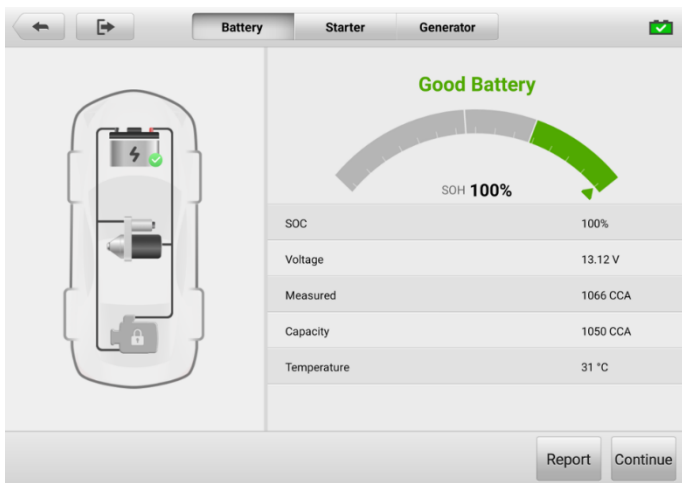 Battery
Starter
Generator
Good Battery
SOH 100%
SOC 100%
Voltage 13.12 V
Measured 1066 CCA
Capacity 1050 CCA
Temperature 31 °C
Report
Continue